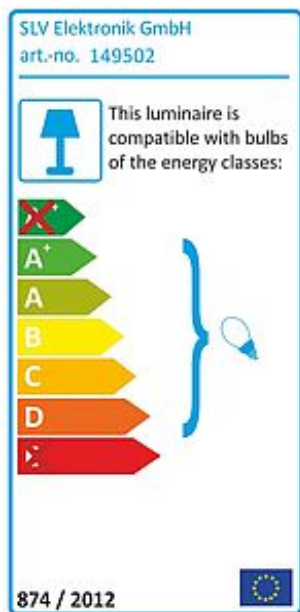 SLV Elektronik GmbH
art.-no. 149502
This luminaire is
compatible with bulbs
of the energy classes:
A+
A
B
C
D
874 / 2012